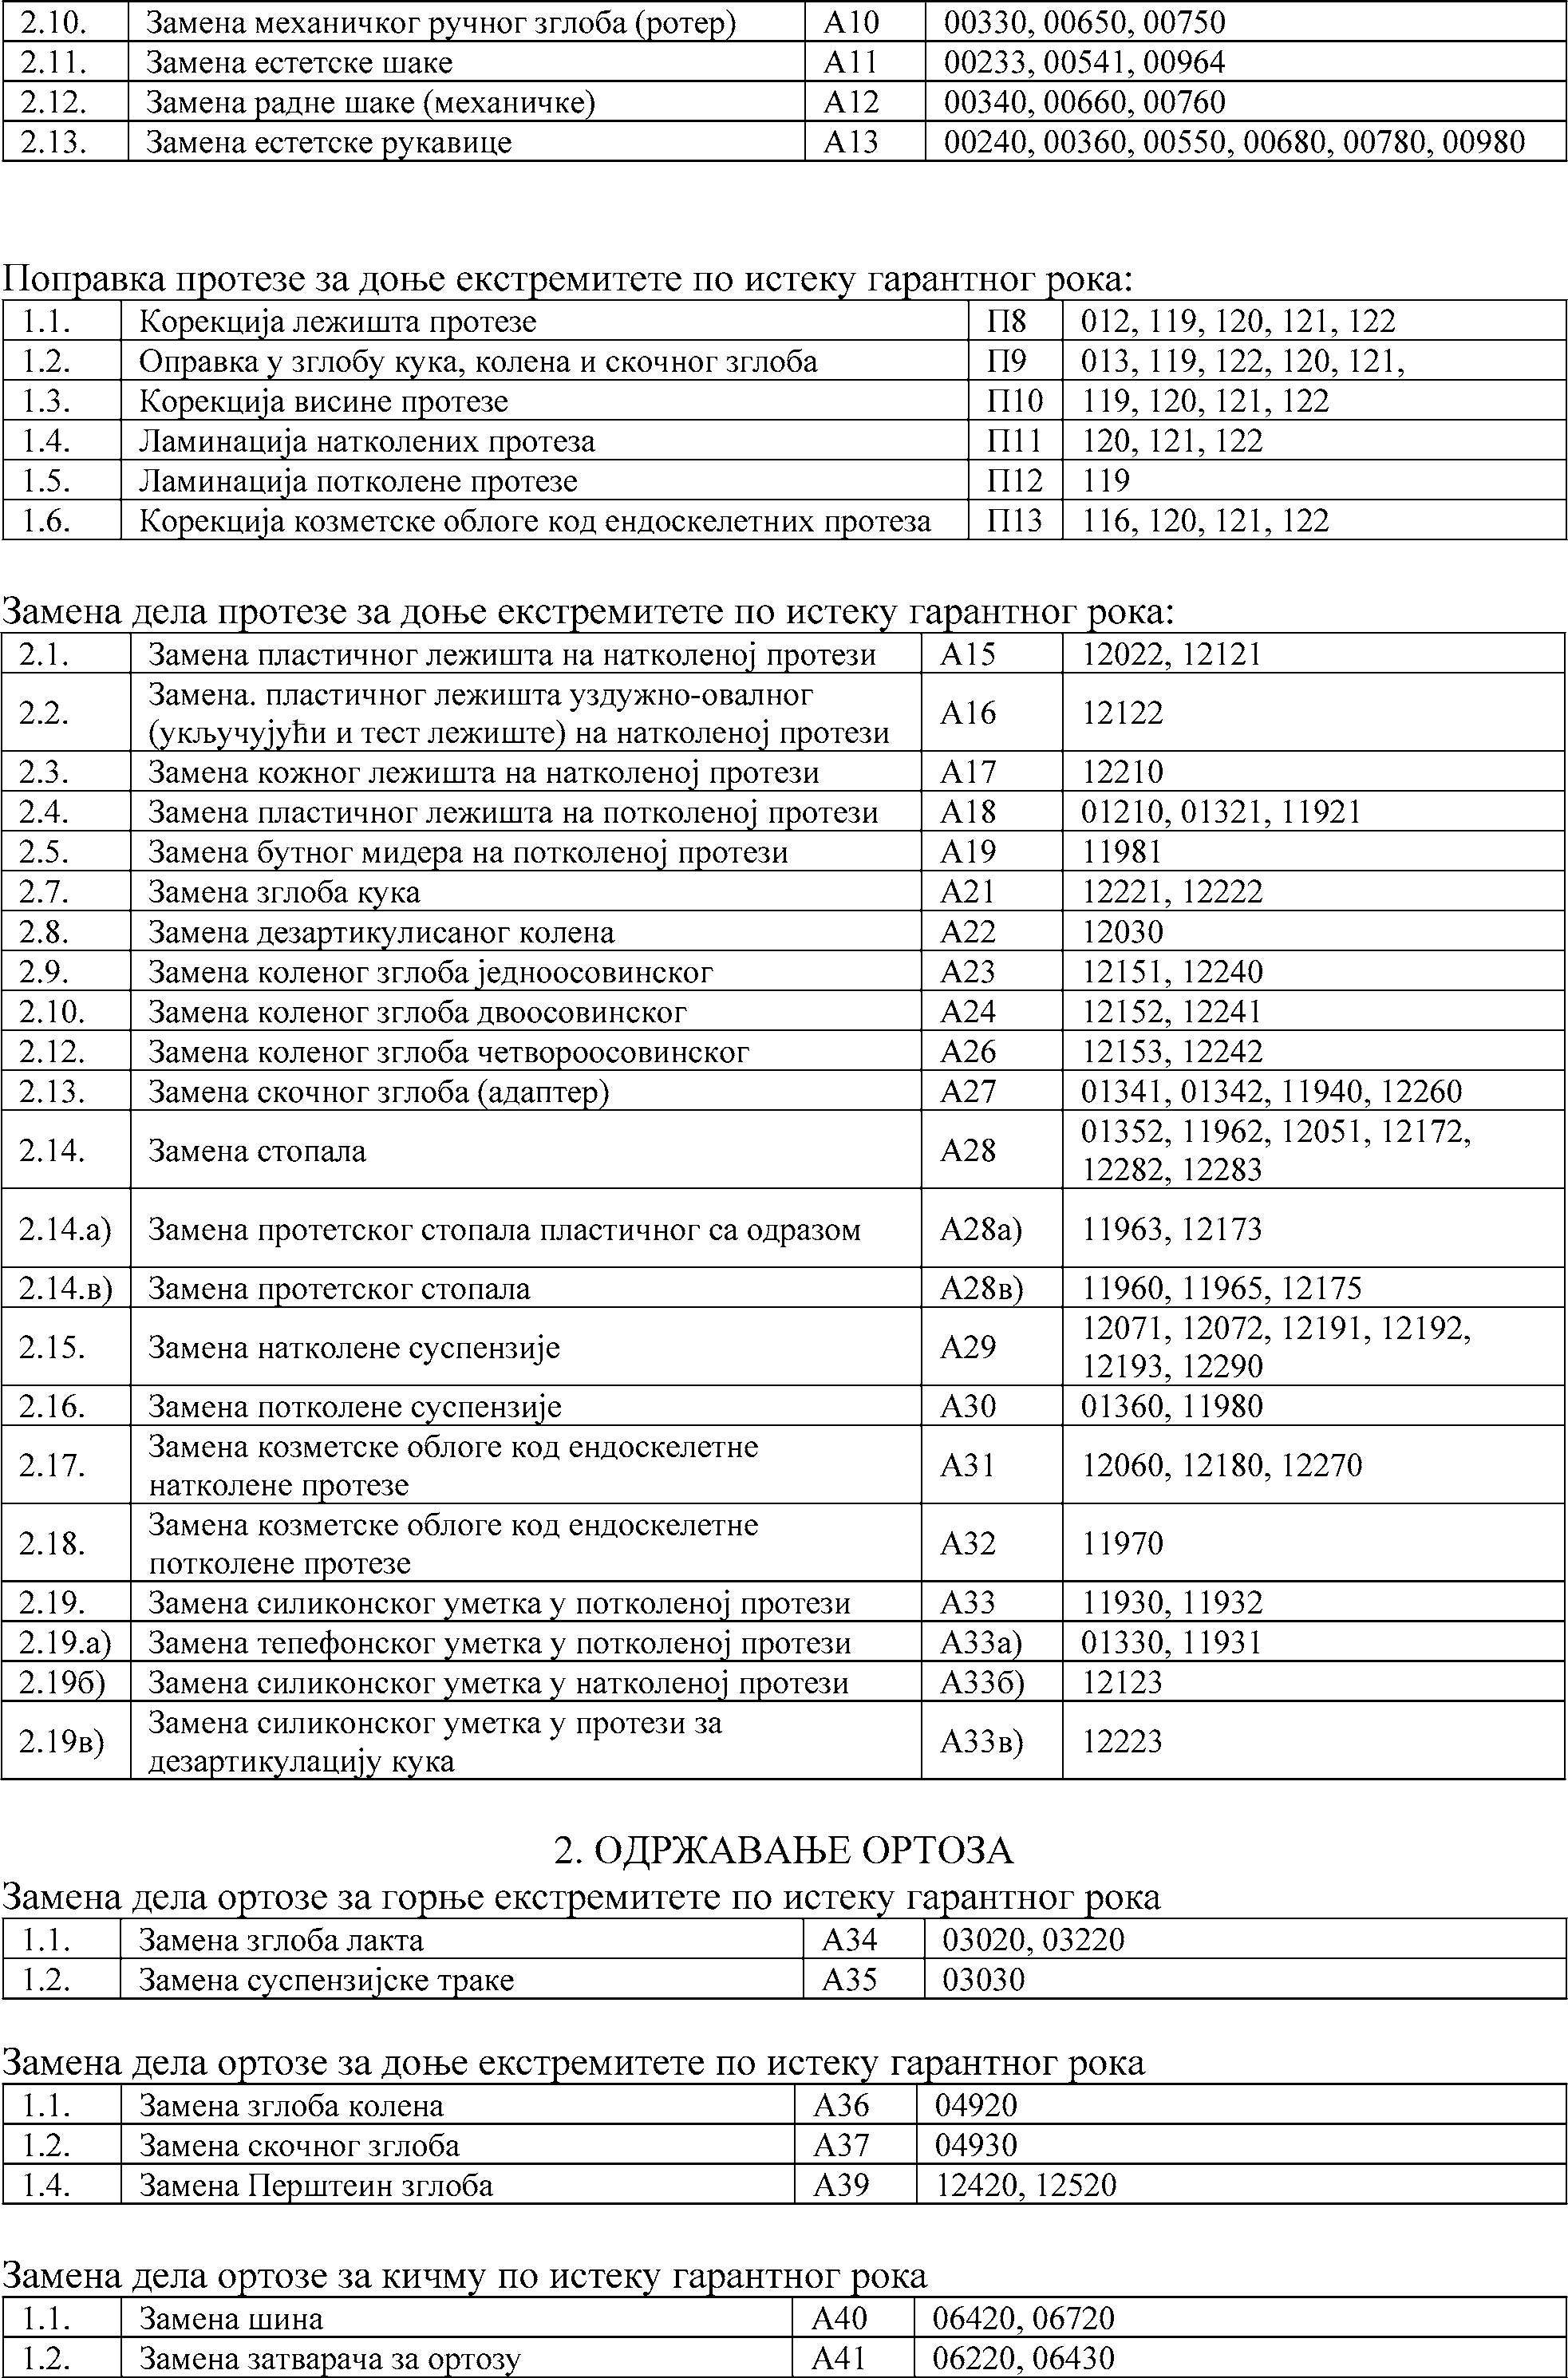 2.10. Замена механичког ручног зглоба (ротер) А10 00330, 00650, 00750
2.11. Замена естетске шаке А11 00233, 00541, 00964
2.12. Замена радне шаке (механичке) А12 00340, 00660, 00760
2.13. Замена естетске рукавице А13 00240, 00360, 00550, 00680, 00780, 00980
Поправка протезе за доње екстремитете по истеку гарантног рока:
1.1. Корекција лежишта протезе П8 012, 119, 120, 121, 122
1.2. Оправка у зглобу кука, колена и скочног зглоба П9 013, 119, 122, 120, 121,
1.3. Корекција висине протезе П10 119, 120, 121, 122
1.4. Ламинација натколених протеза П11 120, 121, 122
1.5. Ламинација потколене протезе П12 119
1.6. Корекција козметске облоге код ендоскелетних протеза П13 116, 120, 121, 122
Замена дела протезе за доње екстремитете по истеку гарантног рока:
2.1. Замена пластичног лежишта на натколеној протези А15 12022, 12121
2.2. Замена. пластичног лежишта уздужно-овалног
(укључујући и тест лежиште) на натколеној протези А16 12122
2.3. Замена кожног лежишта на натколеној протези А17 12210
2.4. Замена пластичног лежишта на потколеној протези А18 01210, 01321, 11921
2.5. Замена бутног мидера на потколеној протези А19 11981
2.7. Замена зглоба кука А21 12221, 12222
2.8. Замена дезартикулисаног колена А22 12030
2.9. Замена коленог зглоба једноосовинског А23 12151, 12240
2.10. Замена коленог зглоба двоосовинског А24 12152, 12241
2.12. Замена коленог зглоба четвороосовинског А26 12153, 12242
2.13. Замена скочног зглоба (адаптер) А27 01341, 01342, 11940, 12260
2.14. Замена стопала А28 01352, 11962, 12051, 12172,
12282, 12283
2.14.а) Замена протетског стопала пластичног са одразом А28а) 11963, 12173
2.14.в) Замена протетског стопала А28в) 11960, 11965, 12175
2.15. Замена натколене суспензије А29 12071, 12072, 12191, 12192,
12193, 12290
2.16. Замена потколене суспензије А30 01360, 11980
2.17. Замена козметске облоге код ендоскелетне
натколене протезе А31 12060, 12180, 12270
2.18. Замена козметске облоге код ендоскелетне
потколене протезе А32 11970
2.19. Замена силиконског уметка у потколеној протези А33 11930, 11932
2.19.а) Замена тепефонског уметка у потколеној протези А33а) 01330, 11931
2.19б) Замена силиконског уметка у натколеној протези А33б) 12123
2.19в) Замена силиконског уметка у протези за
дезартикулацију кука А33в) 12223
2. ОДРЖАВАЊЕ ОРТОЗА
Замена дела ортозе за горње екстремитете по истеку гарантног рока
1.1. Замена зглоба лакта А34 03020, 03220
1.2. Замена суспензијске траке А35 03030
Замена дела ортозе за доње екстремитете по истеку гарантног рока
1.1. Замена зглоба колена А36 04920
1.2. Замена скочног зглоба А37 04930
1.4. Замена Перштеин зглоба А39 12420, 12520
Замена дела ортозе за кичму по истеку гарантног рока
1.1. Замена шина А40 06420, 06720
1.2. Замена затварача за ортозу А41 06220, 06430